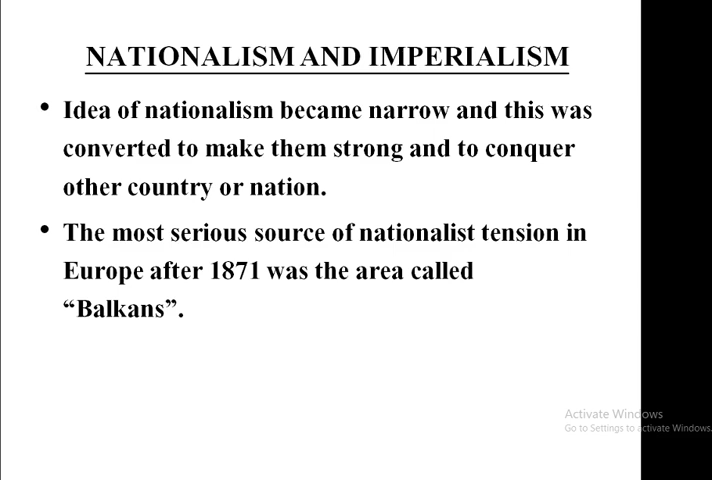 NATIONALISM AND IMPERIALISM
• Idea of nationalism became narrow and this was
converted to make them strong and to conquer
other country or nation.
• The most serious source of nationalist tension in
Europe after 1871 was the area called
“Balkans”.
Activate Windows
Go to Settings to activate Windows.